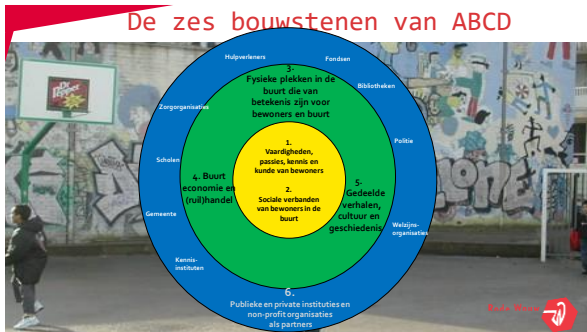 De zes bouwstenen van ABCD
Hulpverleners
Fondsen
3-
Fysieke plekken in de
buurt die van
betekenis zijn voor
bewoners en buurt
Bibliotheken
Zorgorganisaties
Dr Pepper
1.
Vaardigheden,
passies, kennis en
kunde van bewoners
Politie
Scholen
4. Buurt
economie en
(ruil)handel
2.
Sociale verbanden
van bewoners in de
buurt
5-
Gedeelde
verhalen,
cultuur en
geschiedenis
Gemeente
Welzijns-
organisaties
Kennis-
instituten
6.
Publieke en private instituties en
non-profit organisaties
als partners